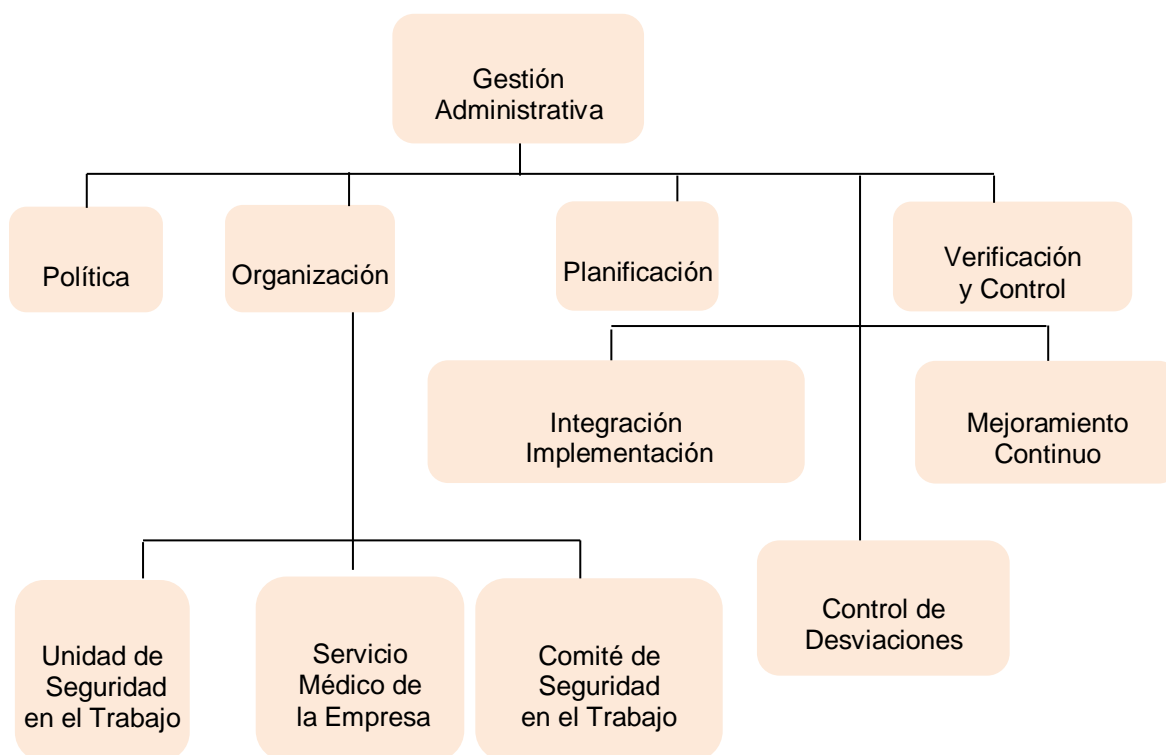 Gestión
Administrativa
Política
Organización
Planificación
Verificación
y Control
Integración
Implementación
Mejoramiento
Continuo
Unidad de
Seguridad
en el Trabajo
Servicio
Médico de
la Empresa
Comité de
Seguridad
en el Trabajo
Control de
Desviaciones